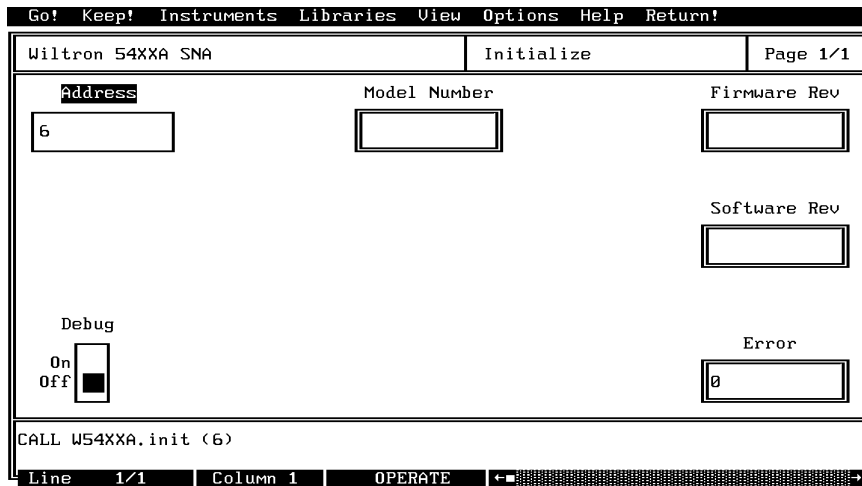 Go! Keep! Instruments Libraries View Options Help Return!
Wiltron 54XXA SNA Initialize Page 1/1
Address Model Number Firmware Rev
6
Software Rev
Debug
On
Off
Error
0
CALL W54XXA.init (6)
Line 1/1 Column 1 OPERATE